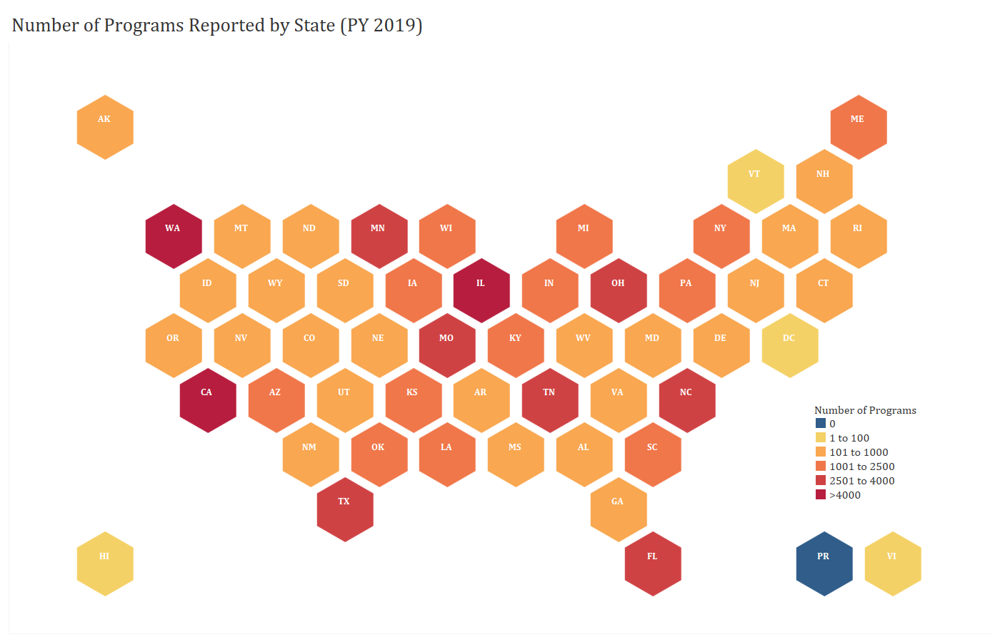 Number of Programs Reported by State (PY 2019)
AK
ME
VT NH
WA MT ND MN WI MI NY MA RI
ID WY SD IA IL IN OH PA NJ CT
OR NV CO NE MO KY WV MD DE DC
CA AZ UT KS AR TN VA NC
Number of Programs
0
1 to 100
101 to 1000
1001 to 2500
2501 to 4000
>4000
NM OK LA MS AL SC
TX GA
HI FL PR VI